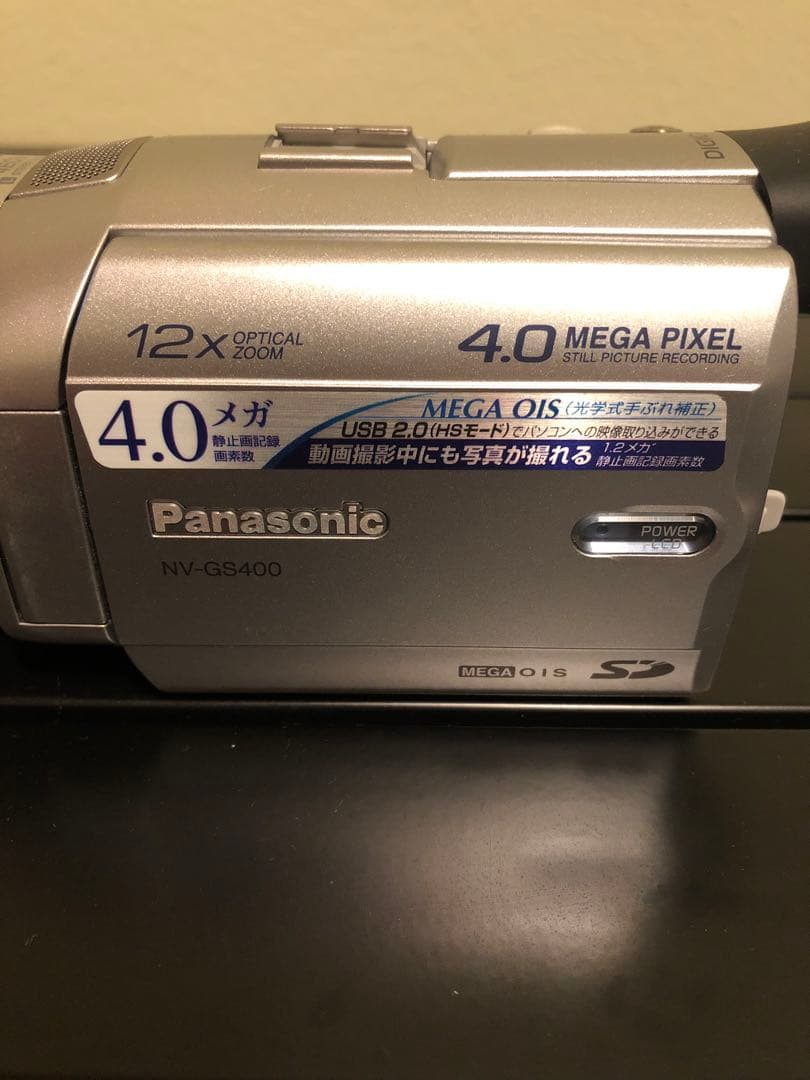 12x OPTICAL
ZOOM
4.0 MEGA PIXEL
STILL PICTURE RECORDING
4.0メガ
静止画記録
画素数
MEGA OIS(光学式手ぶれ補正)
USB 2.0(HSモード)でパソコンへの映像取り込みができる
動画撮影中にも写真が撮れる 1.2メガ
静止画記録画素数
Panasonic
POWER
LCD
NV-GS400
MEGA OIS SD